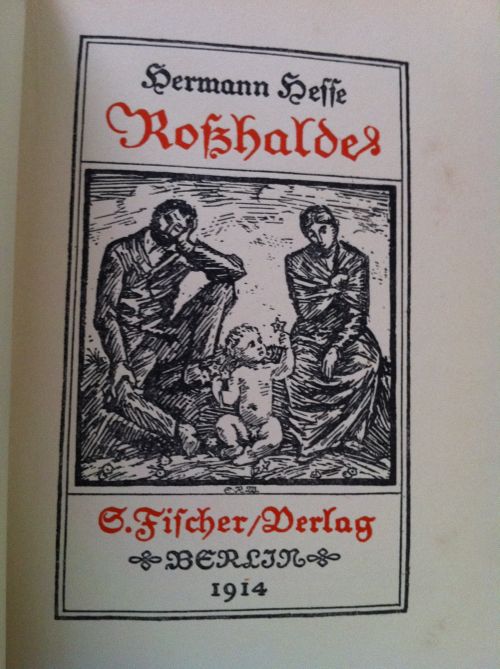 Hermann Hesse
Roßhalde
E.R.W.
S. Fischer/Verlag
BERLIN
1914